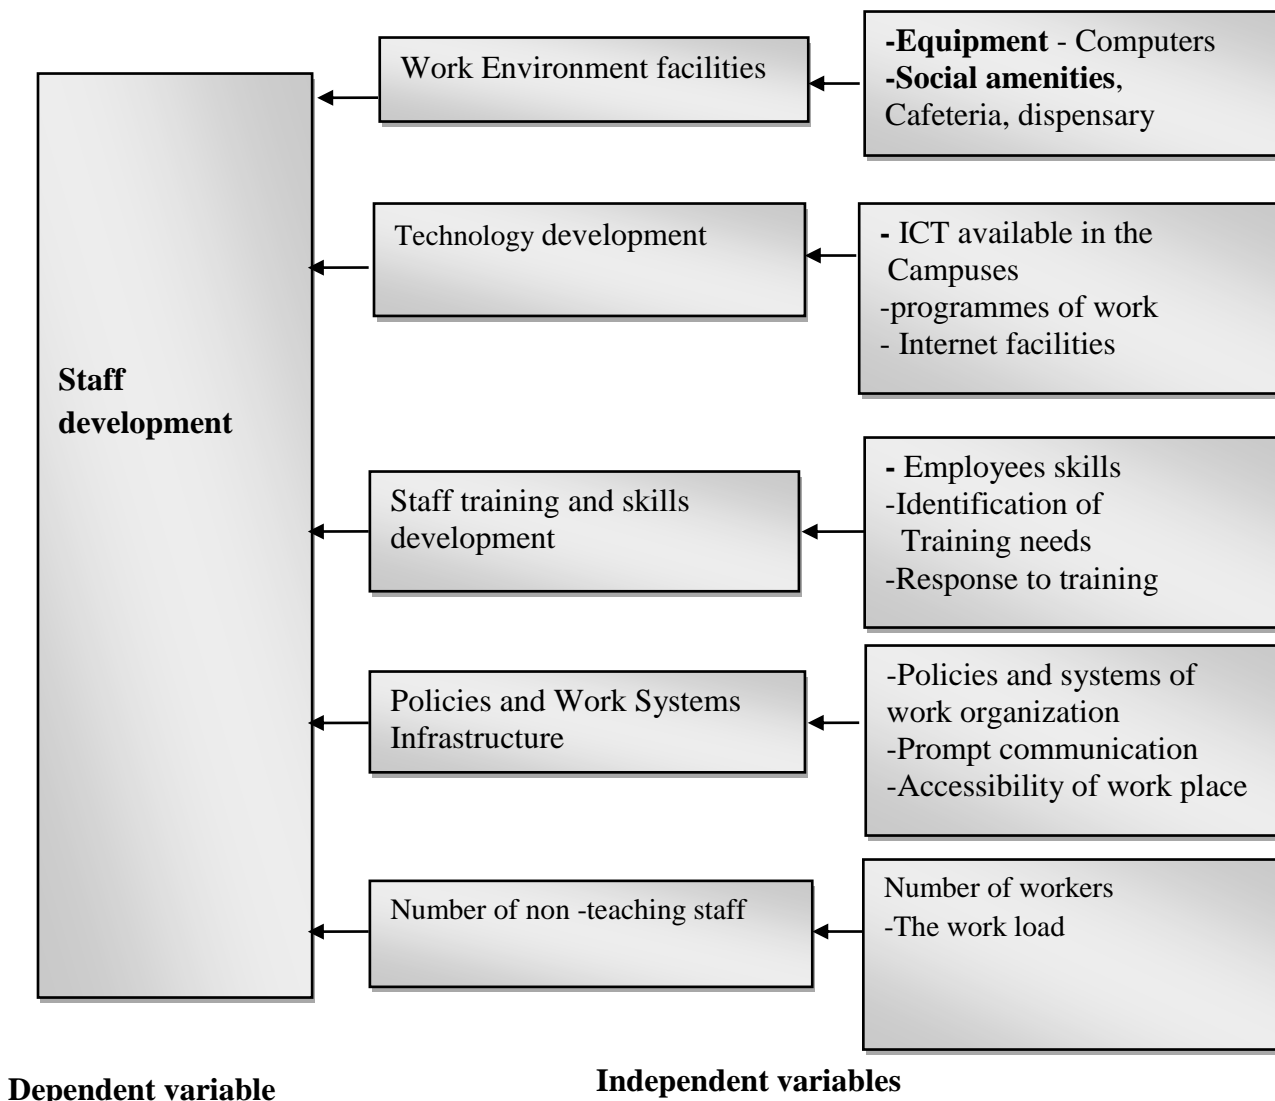 Work Environment facilities
-Equipment - Computers
-Social amenities,
Cafeteria, dispensary
Technology development
- ICT available in the
Campuses
-programmes of work
- Internet facilities
Staff
development
Staff training and skills
development
- Employees skills
-Identification of
Training needs
-Response to training
Policies and Work Systems
Infrastructure
-Policies and systems of
work organization
-Prompt communication
-Accessibility of work place
Number of non -teaching staff
Number of workers
-The work load
Dependent variable
Independent variables